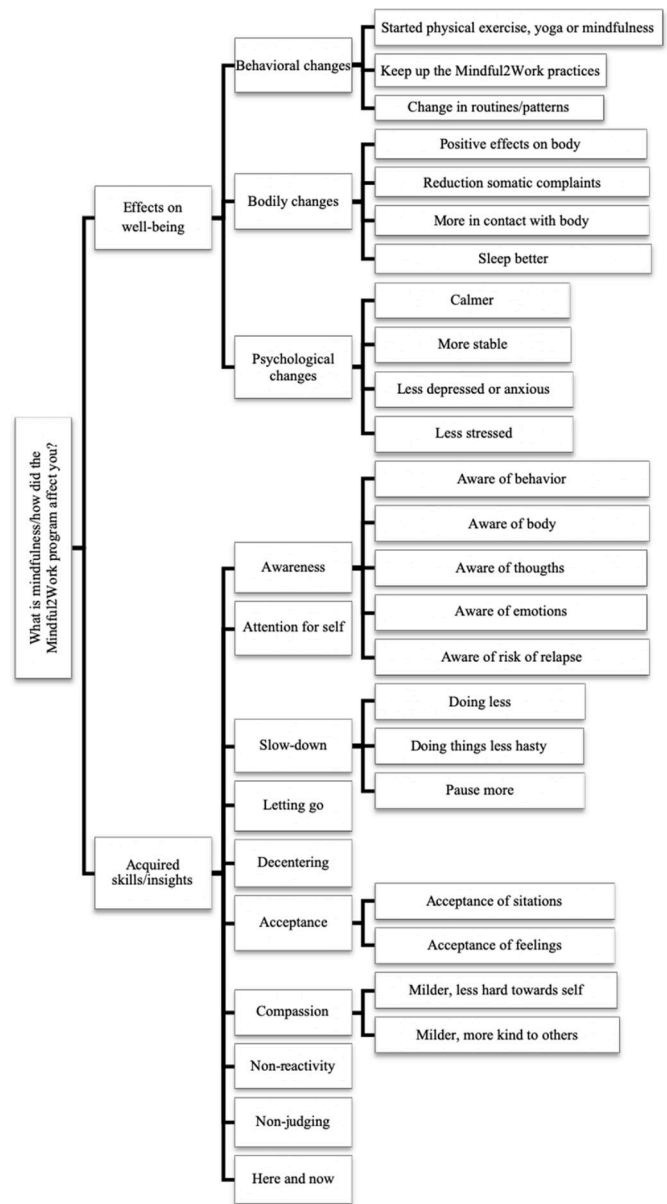 What is mindfulness/how did the
Mindful2Work program affect you?
Effects on
well-being
Behavioral changes
Started physical exercise, yoga or mindfulness
Keep up the Mindful2Work practices
Change in routines/patterns
Bodily changes
Positive effects on body
Reduction somatic complaints
More in contact with body
Sleep better
Psychological
changes
Calmer
More stable
Less depressed or anxious
Less stressed
Acquired
skills/insights
Awareness
Aware of behavior
Aware of body
Aware of thougths
Aware of emotions
Aware of risk of relapse
Attention for self
Slow-down
Doing less
Doing things less hasty
Pause more
Letting go
Decentering
Acceptance
Acceptance of sitations
Acceptance of feelings
Compassion
Milder, less hard towards self
Milder, more kind to others
Non-reactivity
Non-judging
Here and now